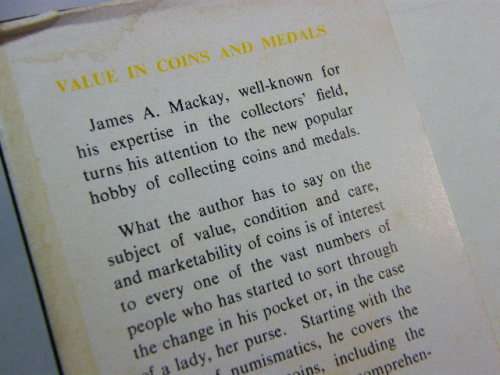 VALUE IN COINS AND MEDALS
James A. Mackay, well-known for
his expertise in the collectors' field,
turns his attention to the new popular
hobby of collecting coins and medals.
What the author has to say on the
subject of value, condition and care,
and marketability of coins is of interest
to every one of the vast numbers of
people who has started to sort through
the change in his pocket or, in the case
of a lady, her purse. Starting with the
of numismatics, he covers the
coins, including the
comprehen-